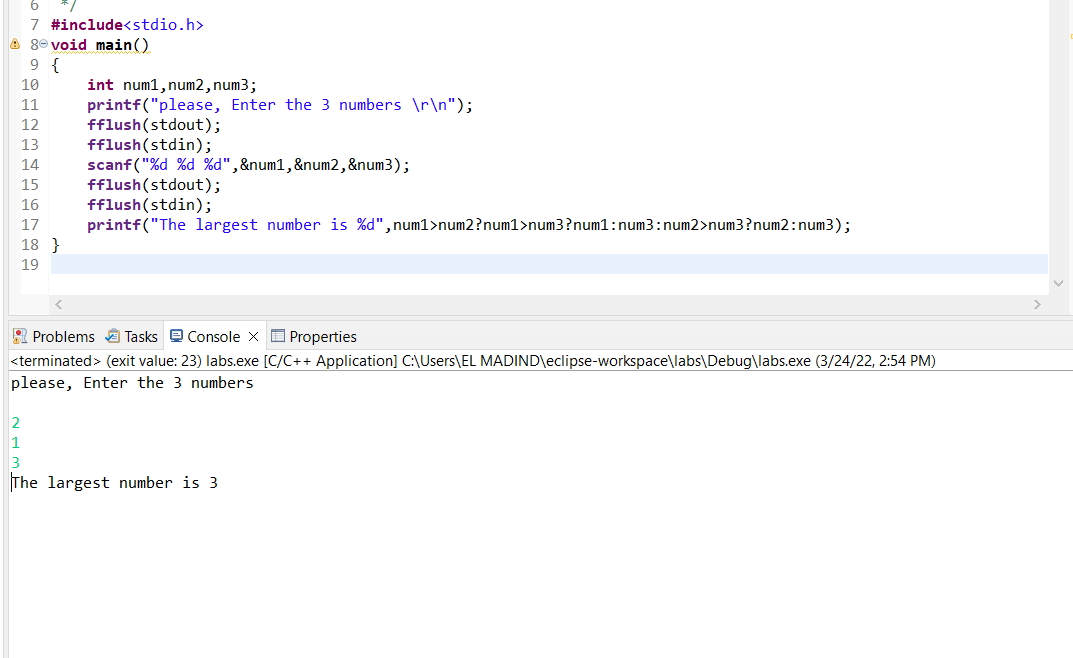 6 */
7 #include<stdio.h>
8 void main()
9 {
10 int num1,num2,num3;
11 printf("please, Enter the 3 numbers \r\n");
12 fflush(stdout);
13 fflush(stdin);
14 scanf("%d %d %d",&num1,&num2,&num3);
15 fflush(stdout);
16 fflush(stdin);
17 printf("The largest number is %d",num1>num2?num1>num3?num1:num3:num2>num3?num2:num3);
18 }
19
Problems Tasks Console Properties
<terminated> (exit value: 23) labs.exe [C/C++ Application] C:\Users\EL MADIND\eclipse-workspace\labs\Debug\labs.exe (3/24/22, 2:54 PM)
please, Enter the 3 numbers
2
1
3
The largest number is 3